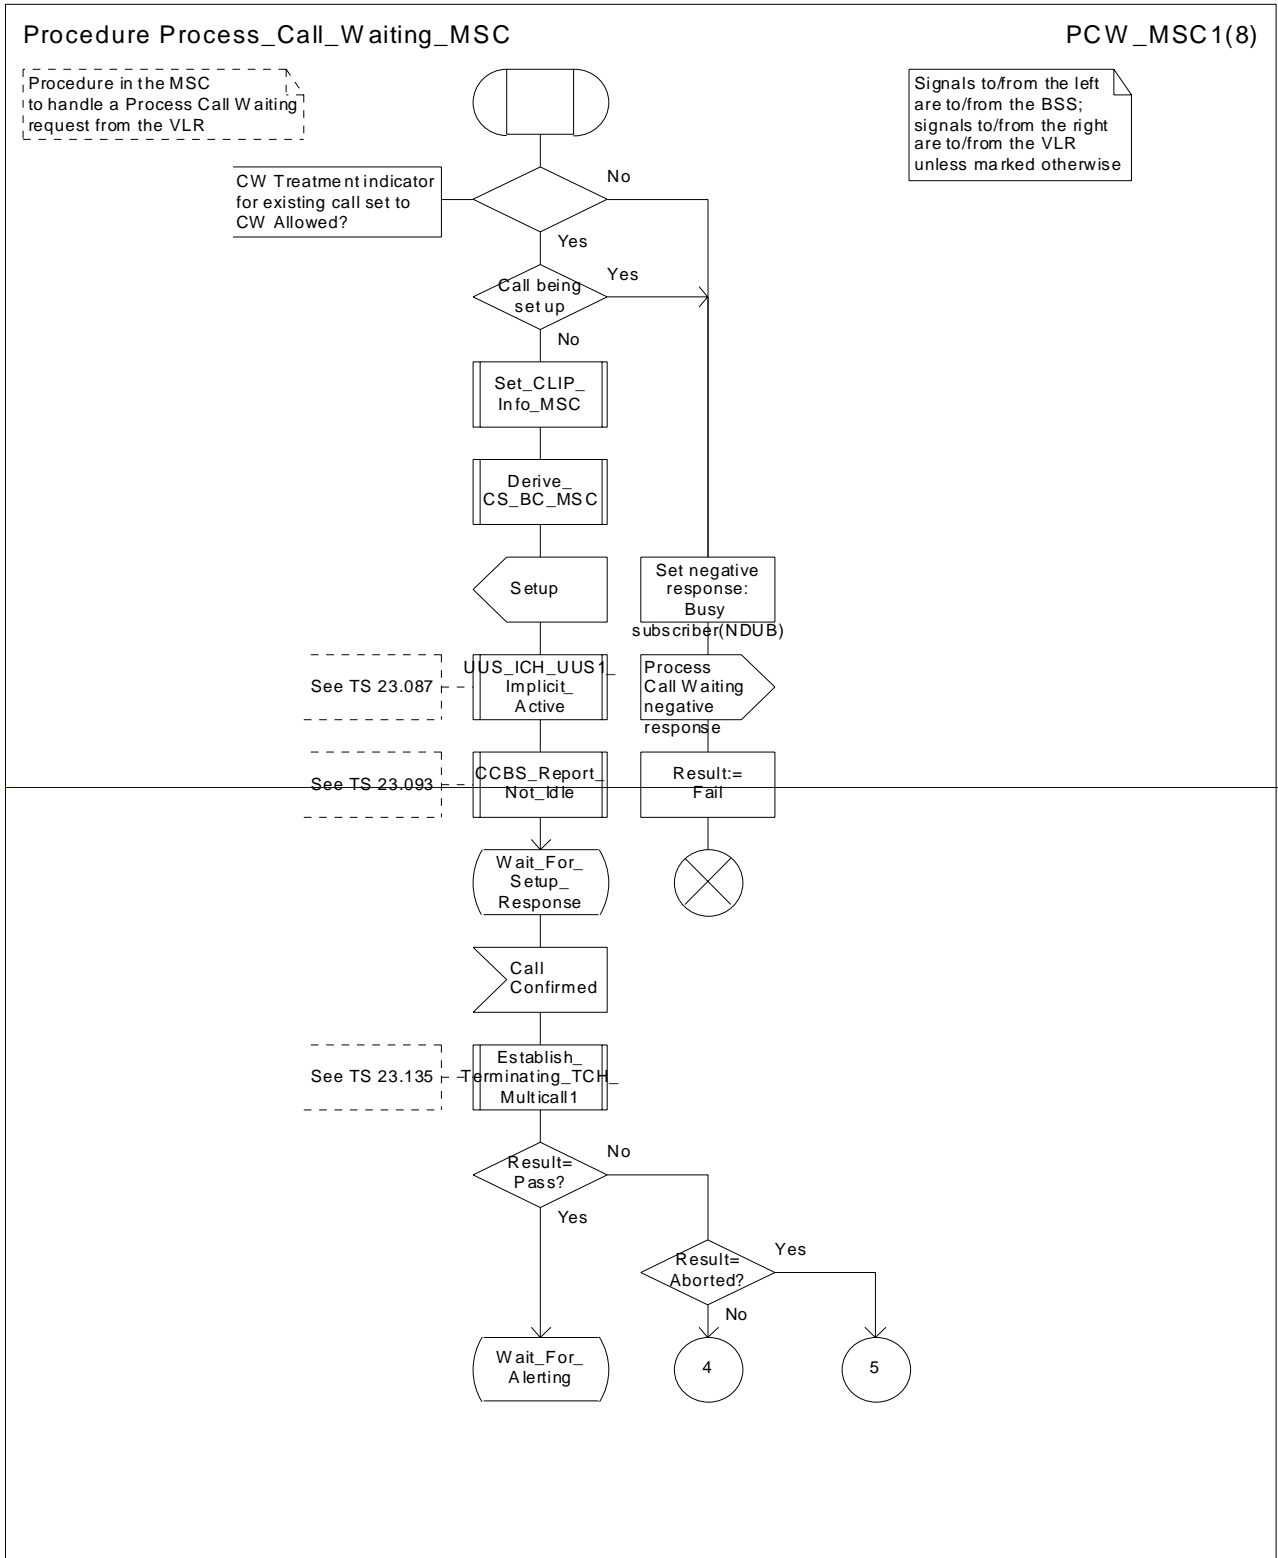 Procedure Process_Call_Waiting_MSC
PCW_MSC1(8)
Procedure in the MSC
to handle a Process Call Waiting
request from the VLR
Signals to/from the left
are to/from the BSS;
signals to/from the right
are to/from the VLR
unless marked otherwise
CW Treatment indicator
for existing call set to
CW Allowed?
No
Yes
Call being
set up
Yes
No
Set_CLIP_
Info_MSC
Derive_
CS_BC_MSC
Setup
Set negative
response:
Busy
subscriber(NDUB)
See TS 23.087
UUS_ICH_UUS1_
Implicit_
Active
Process
Call Waiting
negative
response
See TS 23.093
CCBS_Report_
Not_Idle
Result:=
Fail
Wait_For_
Setup_
Response
Call
Confirmed
See TS 23.135
Establish_
Terminating_TCH_
Multicall1
Result=
Pass?
No
Yes
Result=
Aborted?
Yes
No
Wait_For_
Alerting
4
5